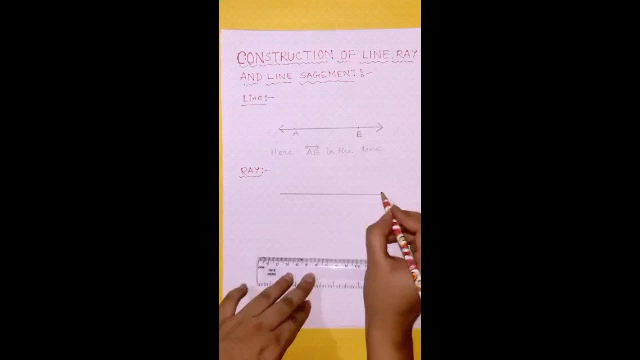 CONSTRUCTION OF LINE, RAY
AND LINE SAGEMENT:-
Line:-
A B
Here AB is the line
RAY:-